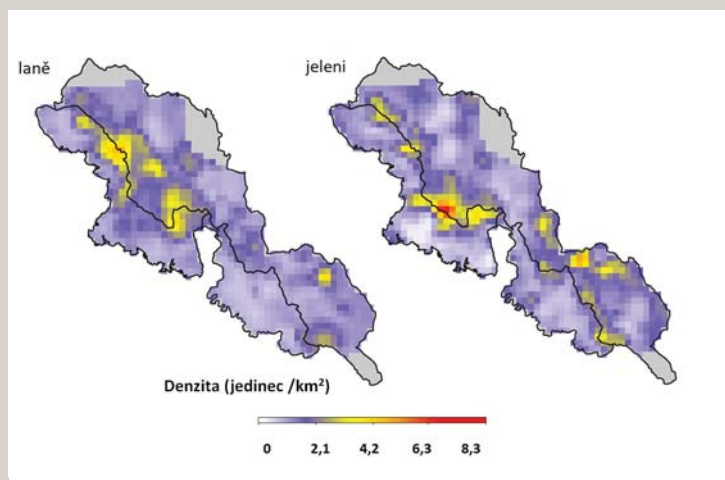 laně
jeleni
Denzita (jedinec /km²)
0 2,1 4,2 6,3 8,3